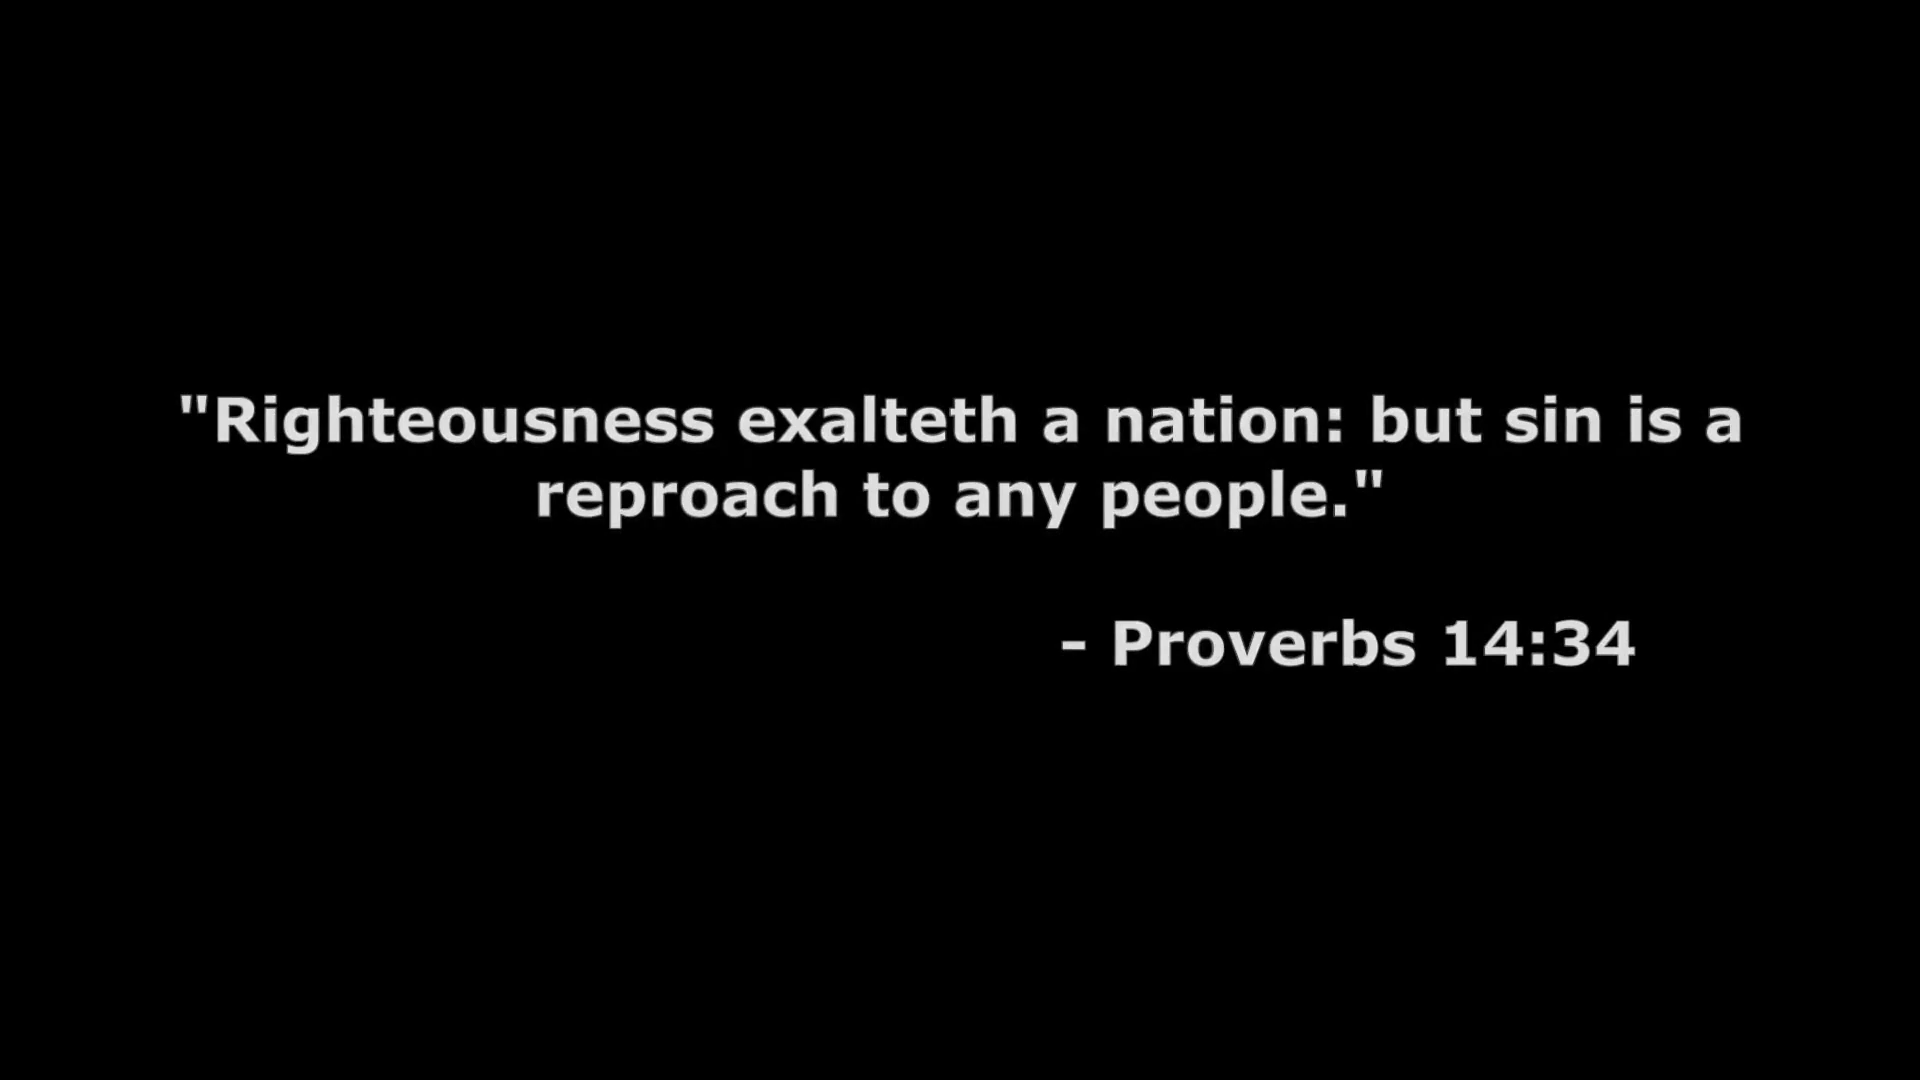 "Righteousness exalteth a nation: but sin is a
reproach to any people."
- Proverbs 14:34